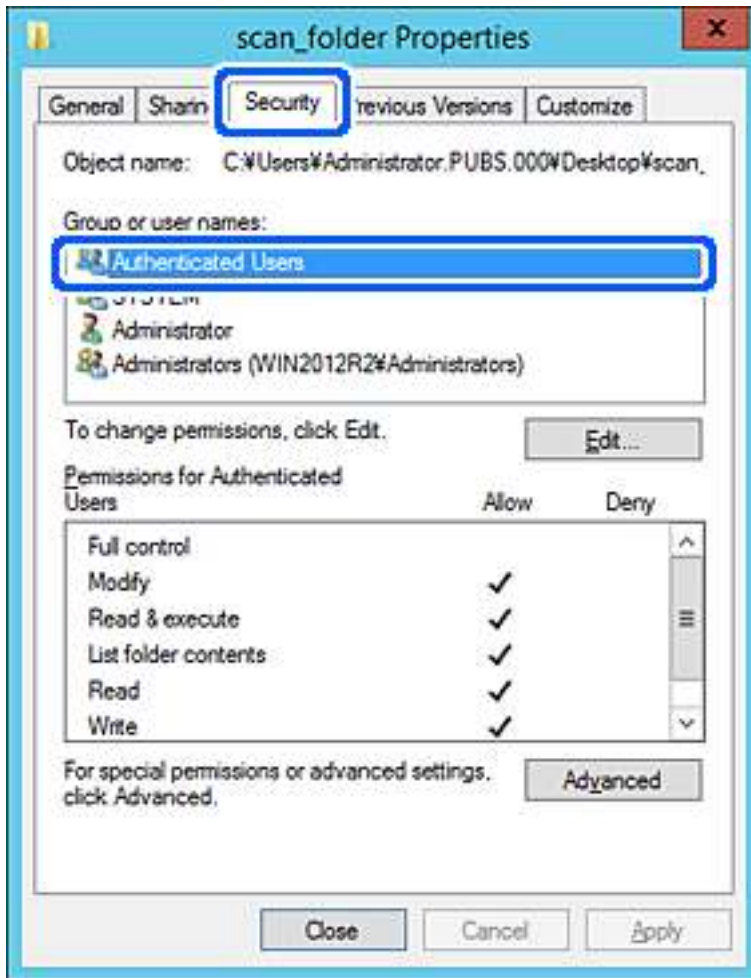 scan_folder Properties
x
General Sharin Security revious Versions Customize
Object name: C:¥Users¥Administrator.PUBS.000¥Desktop¥scan_
Group or user names:
Authenticated Users
SYSTEM
Administrator
Administrators (WIN2012R2¥Administrators)
To change permissions, click Edit.
Edit...
Permissions for Authenticated
Users Allow Deny
Full control
Modify ✓
Read & execute ✓
List folder contents ✓
Read ✓
Write ✓
For special permissions or advanced settings,
click Advanced.
Advanced
Close Cancel Apply